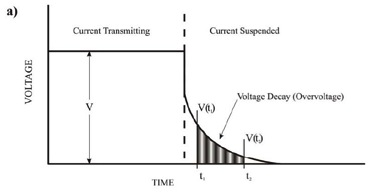 a)
Current Transmitting
Current Suspended
VOLTAGE
V
V(t₁)
Voltage Decay (Overvoltage)
V(t₂)
t₁
t₂
TIME